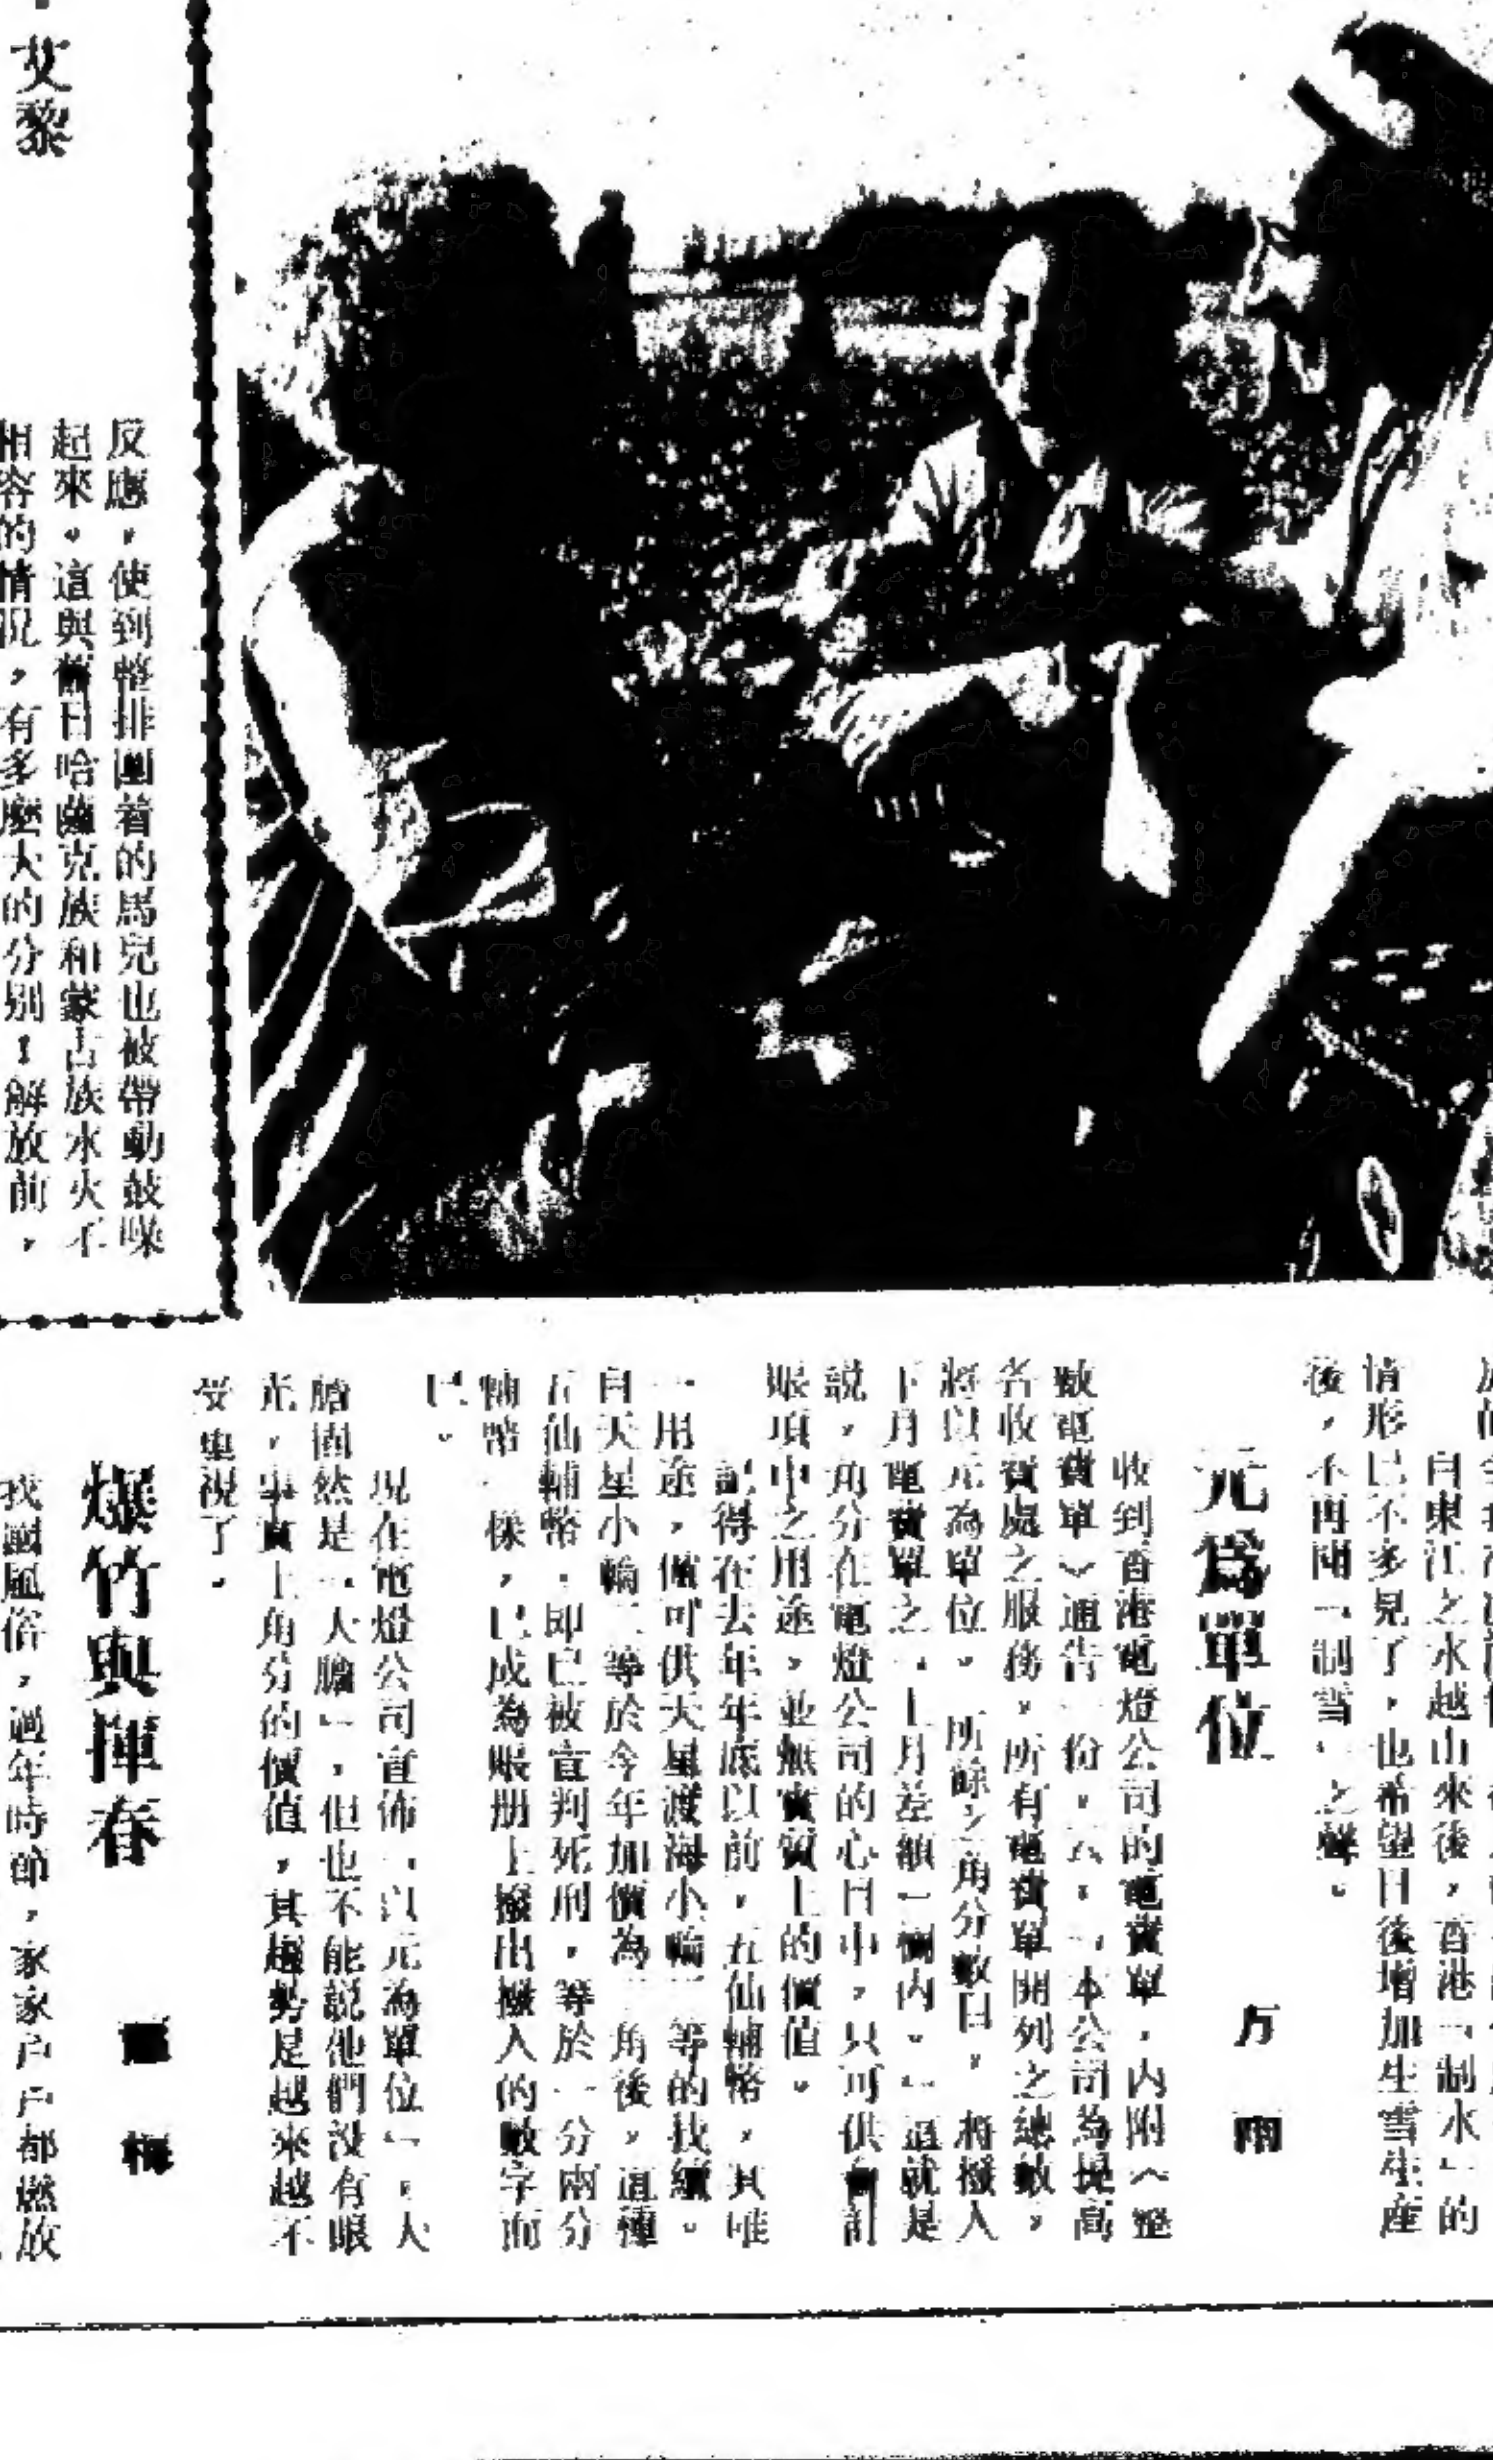 艾黎
反應，使到整排圍着的馬兒也被帶動鼓噪
起來。這與舊日哈薩克族和蒙古族水火不
相容的情況，有多麼大的分別！解放前，
自東江之水越山來後，香港「制水」的
情形已不多見了，也希望日後增加生雪生產
後，不再鬧「制雪」之聲。
元為單位
方雨
收到香港電燈公司的電費單，內附︿整
數電費單﹀通告一份，云：「本公司為提高
各收費處之服務，所有電費單開列之總數，
將以元為單位。所餘之角分數目，將撥入
下月電費單之『上月差額』欄內。」這就是
說，角分在電燈公司的心目中，只可供會計
賬項中之用途，並無實質上的價值。
記得在去年年底以前，五仙輔幣，其唯
一用途，僅可供天星渡海小輪二等的找續。
自天星小輪二等於今年加價為二角後，這種
五仙輔幣，即已被宣判死刑，等於一分兩分
輔幣一樣，已成為賬册上撥出撥入的數字而
已。
現在電燈公司宣佈「以元為單位」，大
膽固然是「大膽」，但也不能說他們沒有眼
光，事實上角分的價值，其趨勢是越來越不
受重視了。
爆竹與揮春
梅
我國風俗，過年時節，家家戶戶都燃放